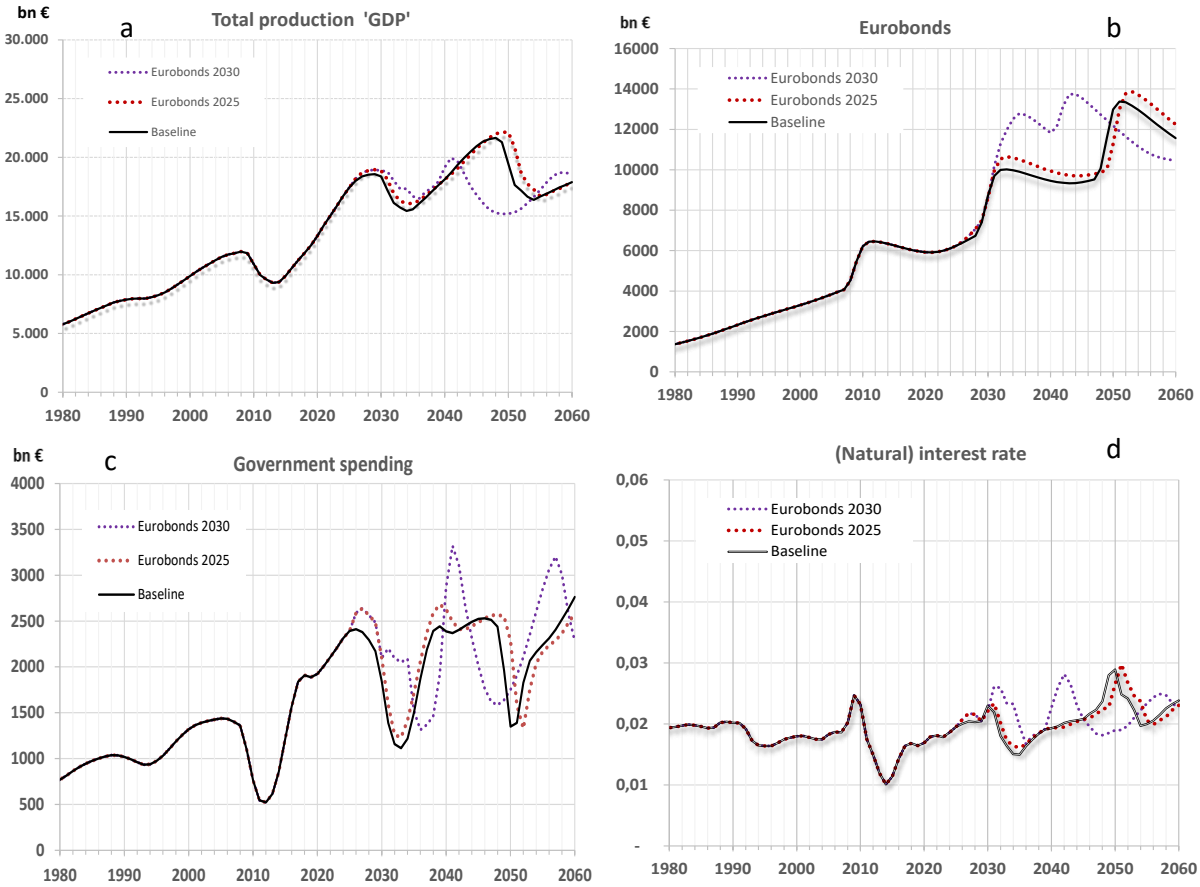 bn €
a
Total production 'GDP'
30.000
25.000
20.000
15.000
10.000
5.000
0
Eurobonds 2030
Eurobonds 2025
Baseline
1980 1990 2000 2010 2020 2030 2040 2050 2060
bn €
Eurobonds
b
16000
14000
12000
10000
8000
6000
4000
2000
0
Eurobonds 2030
Eurobonds 2025
Baseline
1980 1990 2000 2010 2020 2030 2040 2050 2060
bn €
c
Government spending
4000
3500
3000
2500
2000
1500
1000
500
0
Eurobonds 2030
Eurobonds 2025
Baseline
1980 1990 2000 2010 2020 2030 2040 2050 2060
(Natural) interest rate
d
0,06
0,05
0,04
0,03
0,02
0,01
-
Eurobonds 2030
Eurobonds 2025
Baseline
1980 1990 2000 2010 2020 2030 2040 2050 2060